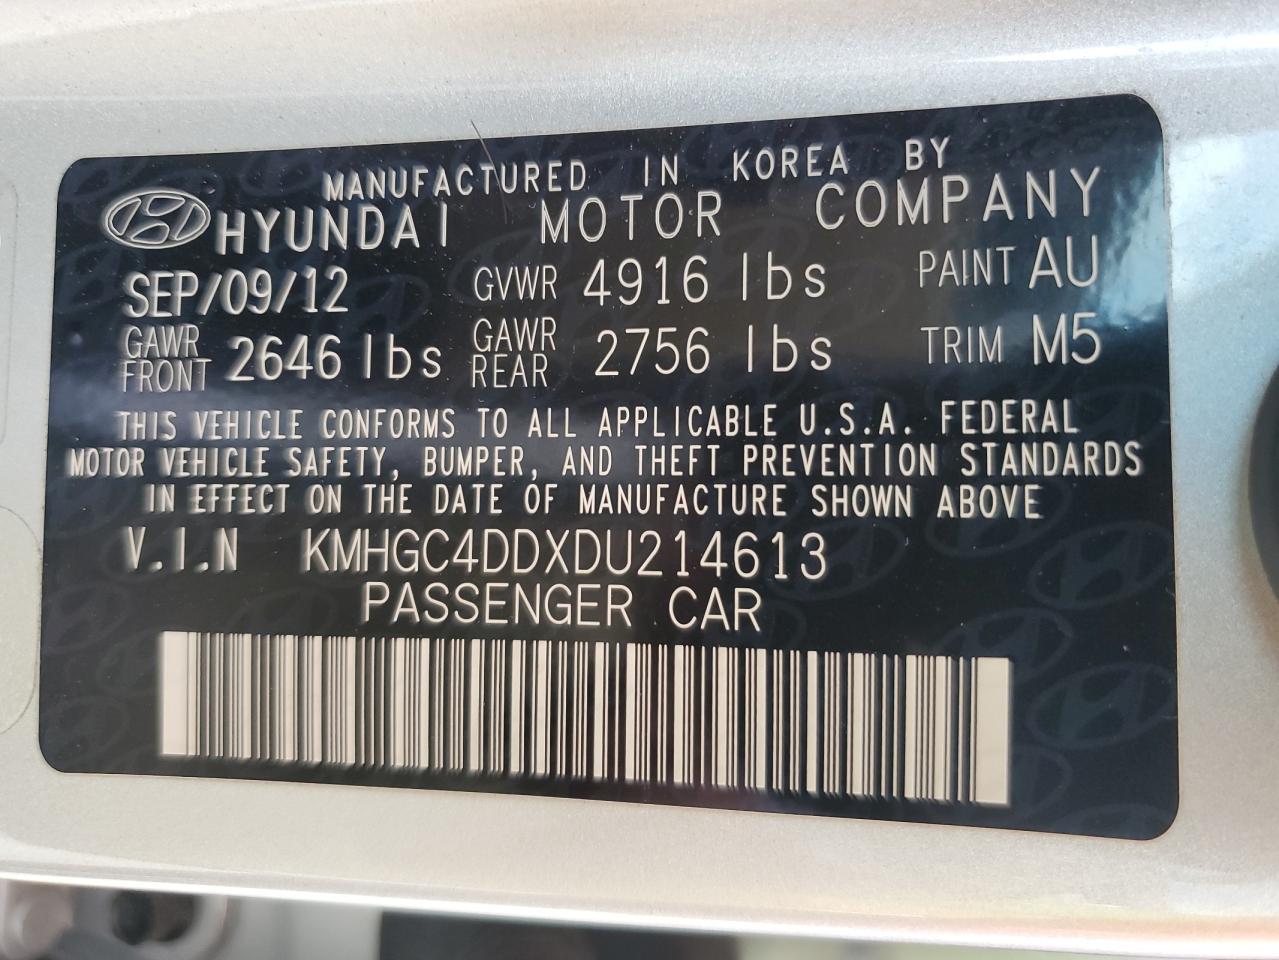 MANUFACTURED IN KOREA BY
HYUNDAI MOTOR COMPANY
SEP/09/12 GVWR 4916 lbs PAINT AU
GAWR FRONT 2646 lbs GAWR REAR 2756 lbs TRIM M5
THIS VEHICLE CONFORMS TO ALL APPLICABLE U.S.A. FEDERAL
MOTOR VEHICLE SAFETY, BUMPER, AND THEFT PREVENTION STANDARDS
IN EFFECT ON THE DATE OF MANUFACTURE SHOWN ABOVE
V.I.N KMHGC4DDXDU214613
PASSENGER CAR